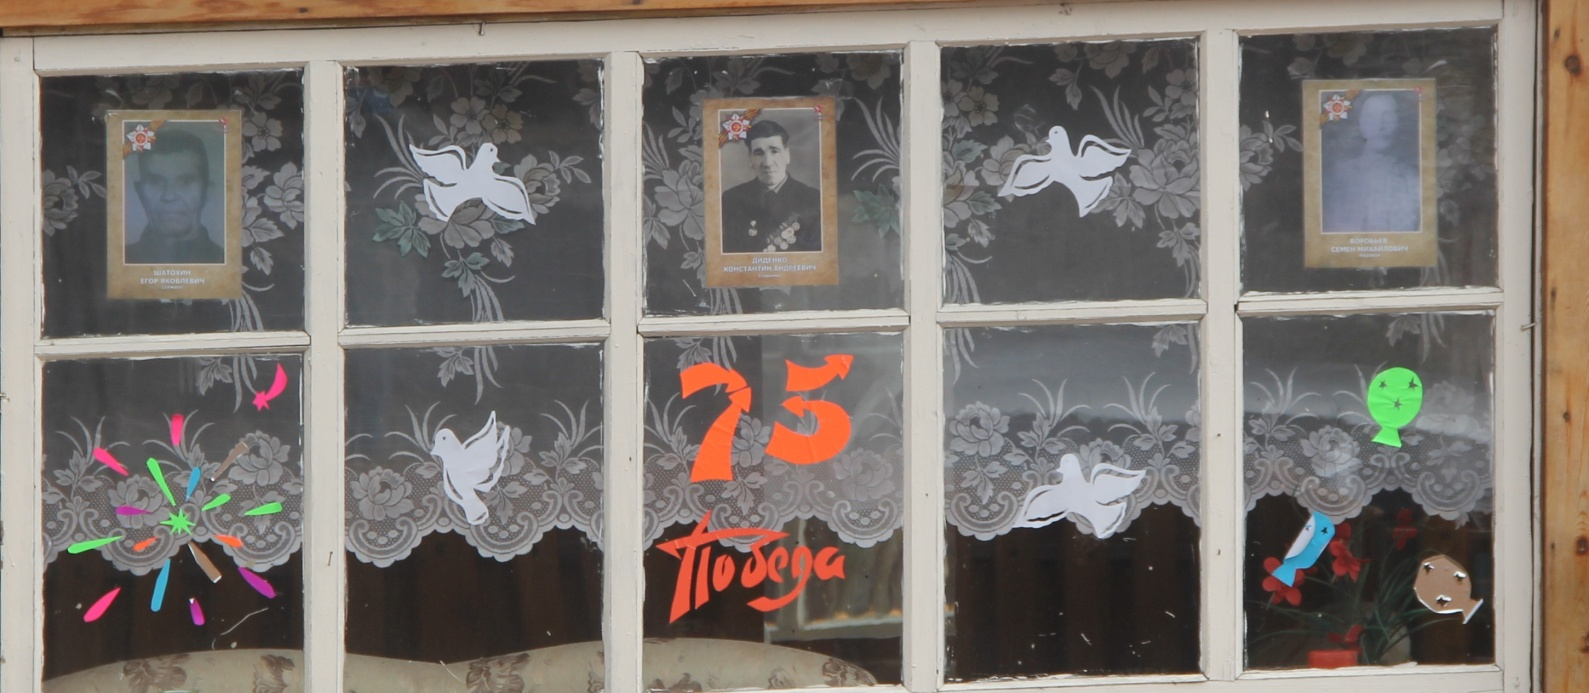 ШАТОХИН
ЕГОР ЯКОВЛЕВИЧ
ДИДЕНКО
КОНСТАНТИН АНДРЕЕВИЧ
ВОРОБЬЕВ
СЕМЕН МИХАЙЛОВИЧ
75
Победа